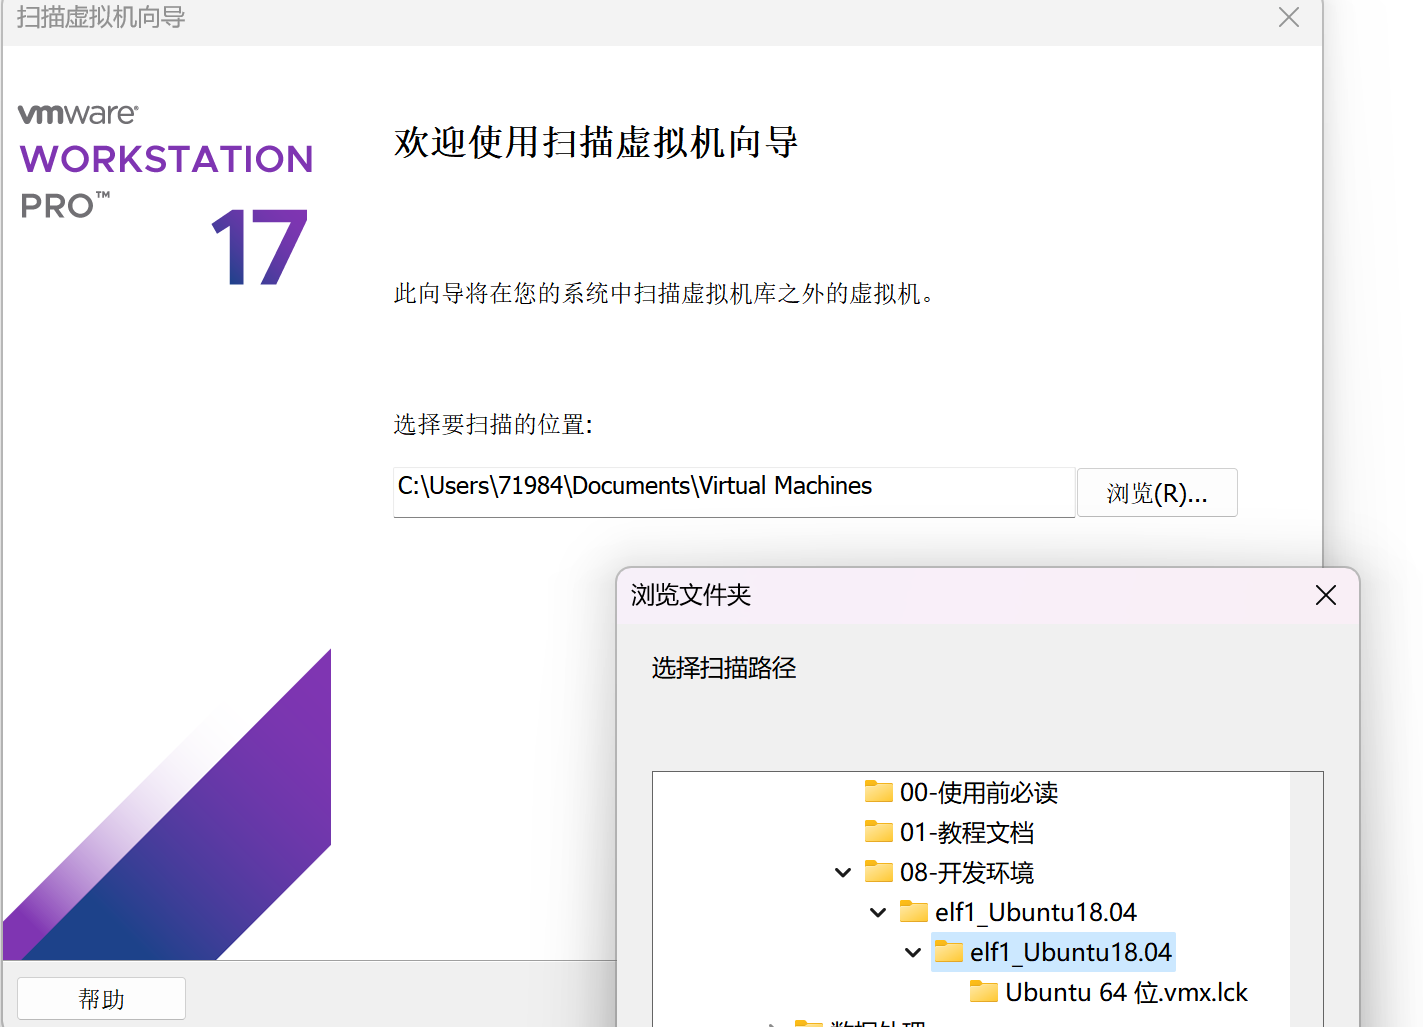 扫描虚拟机向导
vmware®
WORKSTATION
PRO™
17
欢迎使用扫描虚拟机向导
此向导将在您的系统中扫描虚拟机库之外的虚拟机。
选择要扫描的位置:
C:\Users\71984\Documents\Virtual Machines
浏览(R)...
浏览文件夹
选择扫描路径
00-使用前必读
01-教程文档
08-开发环境
elf1_Ubuntu18.04
elf1_Ubuntu18.04
Ubuntu 64 位.vmx.lck
数据处理
帮助